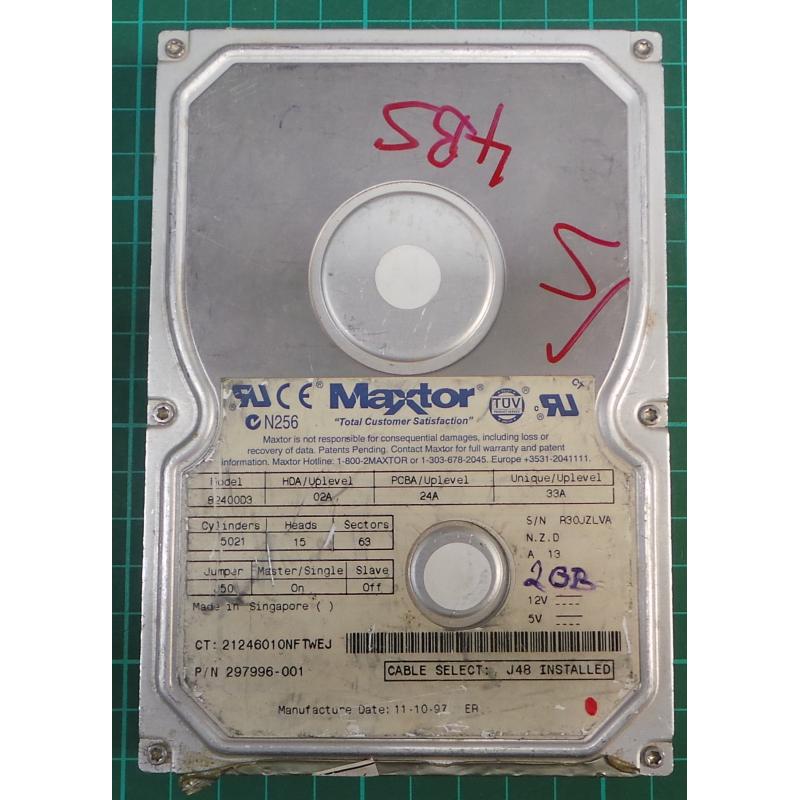 4BS
UL CE Maxtor TÜV UL
N256 "Total Customer Satisfaction"
Maxtor is not responsible for consequential damages, including loss or
recovery of data. Patents Pending. Contact Maxtor for full warranty and patent
information. Maxtor Hotline: 1-800-2MAXTOR or 1-303-678-2045. Europe +3531-2041111.
Model HDA/Uplevel PCBA/Uplevel Unique/Uplevel
82400D3 02A 24A 33A
Cylinders Heads Sectors
5021 15 63
S/N R30JZLVA
N.Z.D
A 13
Jumper Master/Single Slave
J50 On Off
2GB
12V
5V
Made in Singapore ( )
CT: 21246010NFTWEJ
P/N 297996-001
CABLE SELECT: J48 INSTALLED
Manufacture Date: 11-10-97 ER